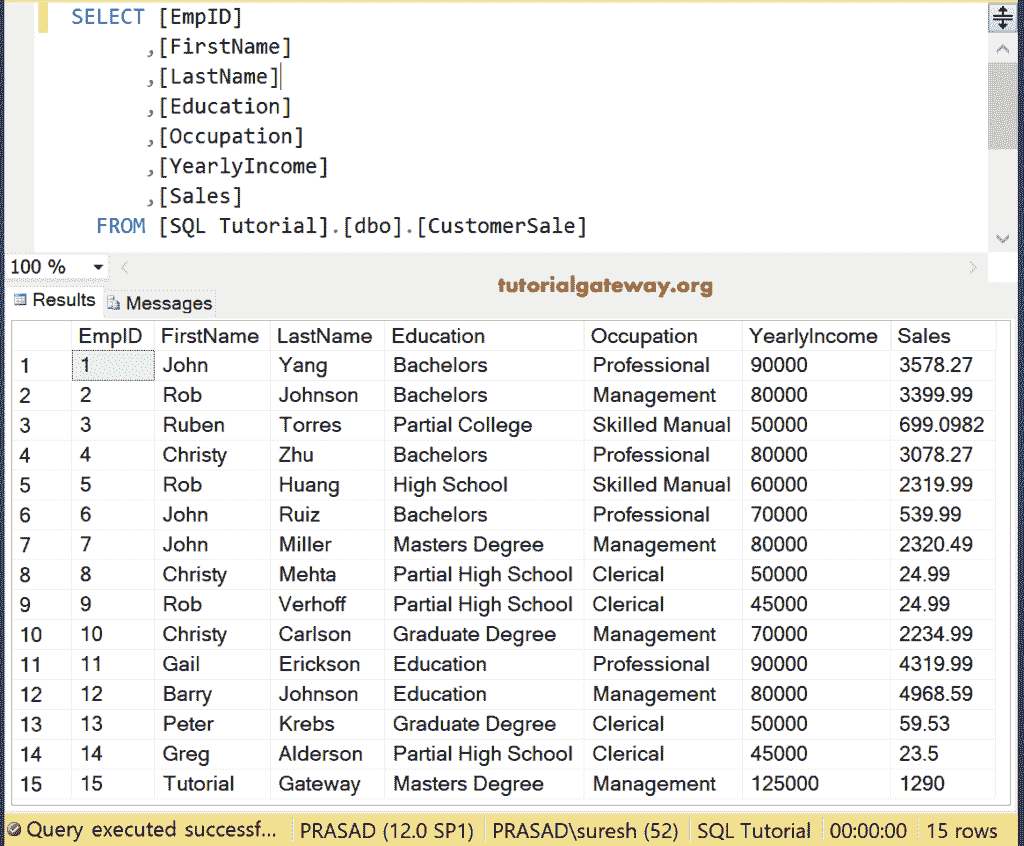 SELECT [EmpID]
,[FirstName]
,[LastName]
,[Education]
,[Occupation]
,[YearlyIncome]
,[Sales]
FROM [SQL Tutorial].[dbo].[CustomerSale]
100 %
tutorialgateway.org
Results Messages
EmpID FirstName LastName Education Occupation YearlyIncome Sales
1 1 John Yang Bachelors Professional 90000 3578.27
2 2 Rob Johnson Bachelors Management 80000 3399.99
3 3 Ruben Torres Partial College Skilled Manual 50000 699.0982
4 4 Christy Zhu Bachelors Professional 80000 3078.27
5 5 Rob Huang High School Skilled Manual 60000 2319.99
6 6 John Ruiz Bachelors Professional 70000 539.99
7 7 John Miller Masters Degree Management 80000 2320.49
8 8 Christy Mehta Partial High School Clerical 50000 24.99
9 9 Rob Verhoff Partial High School Clerical 45000 24.99
10 10 Christy Carlson Graduate Degree Management 70000 2234.99
11 11 Gail Erickson Education Professional 90000 4319.99
12 12 Barry Johnson Education Management 80000 4968.59
13 13 Peter Krebs Graduate Degree Clerical 50000 59.53
14 14 Greg Alderson Partial High School Clerical 45000 23.5
15 15 Tutorial Gateway Masters Degree Management 125000 1290
Query executed successf... PRASAD (12.0 SP1) PRASAD\suresh (52) SQL Tutorial 00:00:00 15 rows